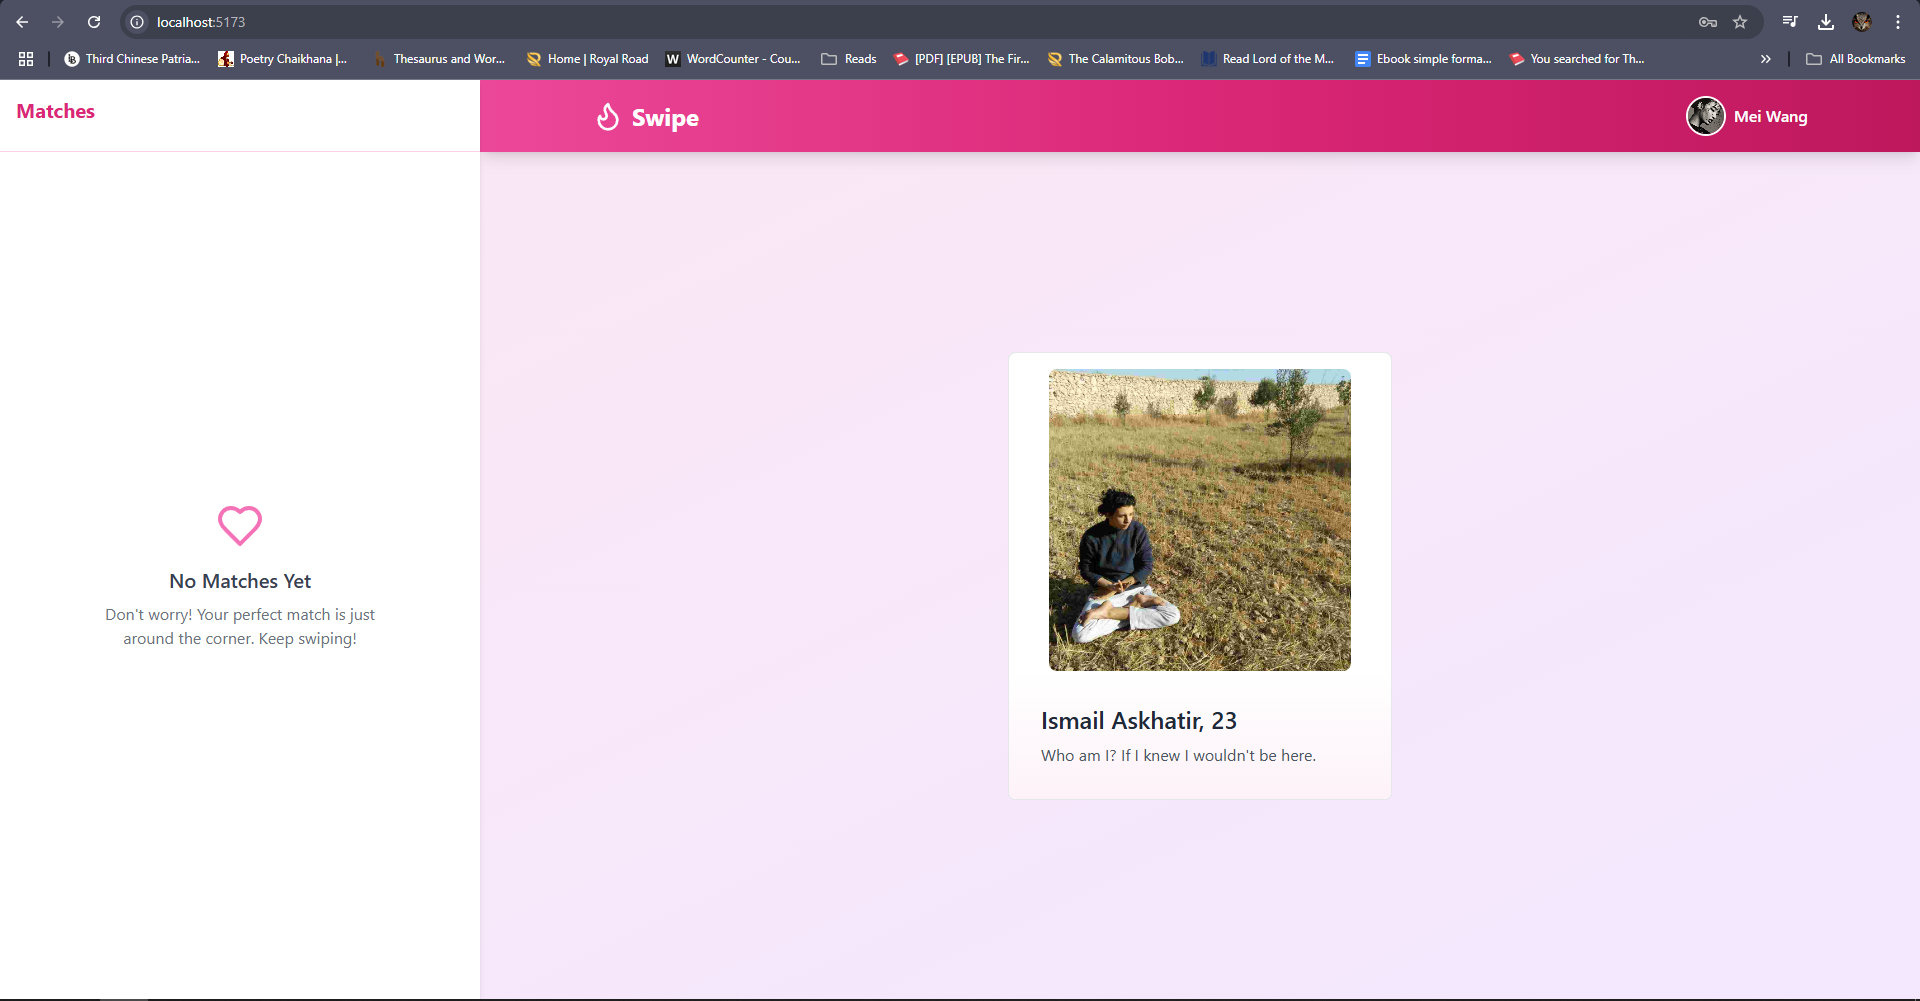 localhost:5173
Third Chinese Patria...
Poetry Chaikhana |...
Thesaurus and Wor...
Home | Royal Road
W WordCounter - Cou...
Reads
[PDF] [EPUB] The Fir...
The Calamitous Bob...
Read Lord of the M...
Ebook simple forma...
You searched for Th...
All Bookmarks
Matches
Swipe
Mei Wang
No Matches Yet
Don't worry! Your perfect match is just
around the corner. Keep swiping!
Ismail Askhatir, 23
Who am I? If I knew I wouldn't be here.